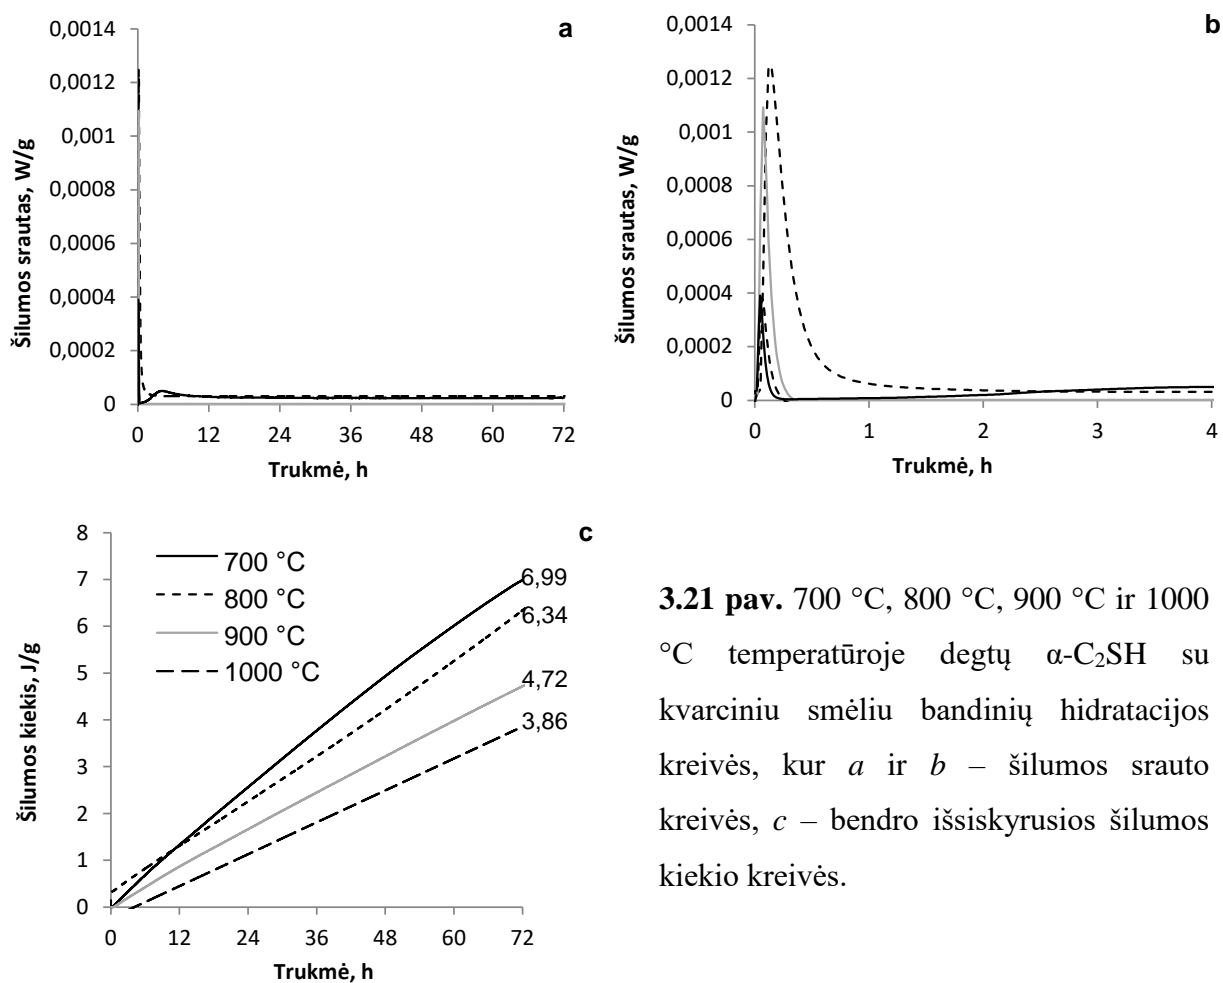 a
0,0014
0,0012
0,001
0,0008
0,0006
0,0004
0,0002
0
Šilumos srautas, W/g
0 12 24 36 48 60 72
Trukmė, h
b
0,0014
0,0012
0,001
0,0008
0,0006
0,0004
0,0002
0
Šilumos srautas, W/g
0 1 2 3 4
Trukmė, h
c
8
7
6
5
4
3
2
1
0
Šilumos kiekis, J/g
700 °C
800 °C
900 °C
1000 °C
6,99
6,34
4,72
3,86
0 12 24 36 48 60 72
Trukmė, h
3.21 pav. 700 °C, 800 °C, 900 °C ir 1000
°C temperatūroje degtų α-C₂SH su
kvarciniu smėliu bandinių hidratacijos
kreivės, kur a ir b – šilumos srauto
kreivės, c – bendro išsiskyrusios šilumos
kiekio kreivės.